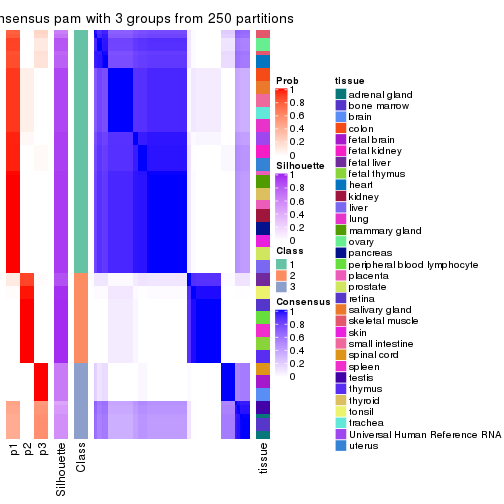 nsensus pam with 3 groups from 250 partitions
Prob
1
0.8
0.6
0.4
0.2
0
Silhouette
1
0.8
0.6
0.4
0.2
0
Class
1
2
3
Consensus
1
0.8
0.6
0.4
0.2
0
tissue
adrenal gland
bone marrow
brain
colon
fetal brain
fetal kidney
fetal liver
fetal thymus
heart
kidney
liver
lung
mammary gland
ovary
pancreas
peripheral blood lymphocyte
placenta
prostate
retina
salivary gland
skeletal muscle
skin
small intestine
spinal cord
spleen
testis
thymus
thyroid
tonsil
trachea
Universal Human Reference RNA
uterus
p1
p2
p3
Silhouette
Class
tissue